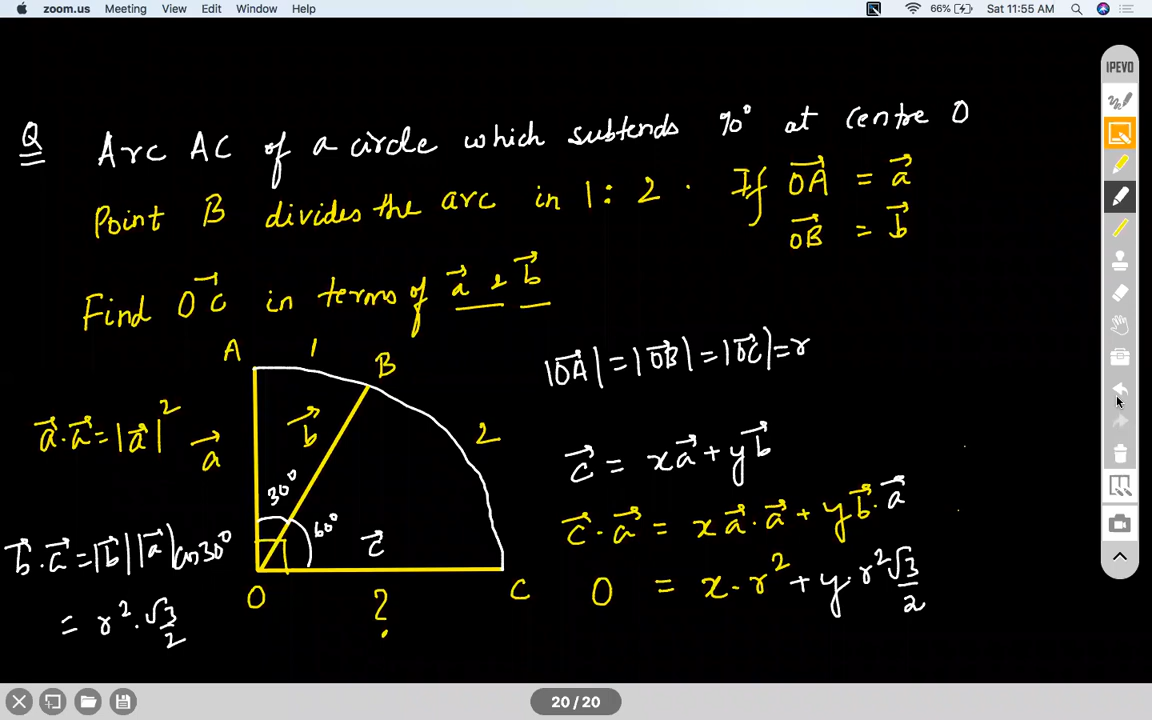 zoom.us Meeting View Edit Window Help 66% Sat 11:55 AM
IPEVO
Q Arc AC of a circle which subtends 90° at centre O
Point B divides the arc in 1 : 2 . If OA⃗ = a⃗
OB⃗ = b⃗
Find OC⃗ in terms of a⃗ & b⃗
A 1 B
|OA⃗| = |OB⃗| = |OC⃗| = r
a⃗ . a⃗ = |a⃗|²
a⃗ b⃗ 2
c⃗ = xa⃗ + yb⃗
30°
c⃗ . a⃗ = x a⃗ . a⃗ + y b⃗ . a⃗
60° c⃗
b⃗ . a⃗ = |b⃗| |a⃗| cos30°
= r² . √3/2
O ? C
0 = x . r² + y . r² √3/2
20 / 20